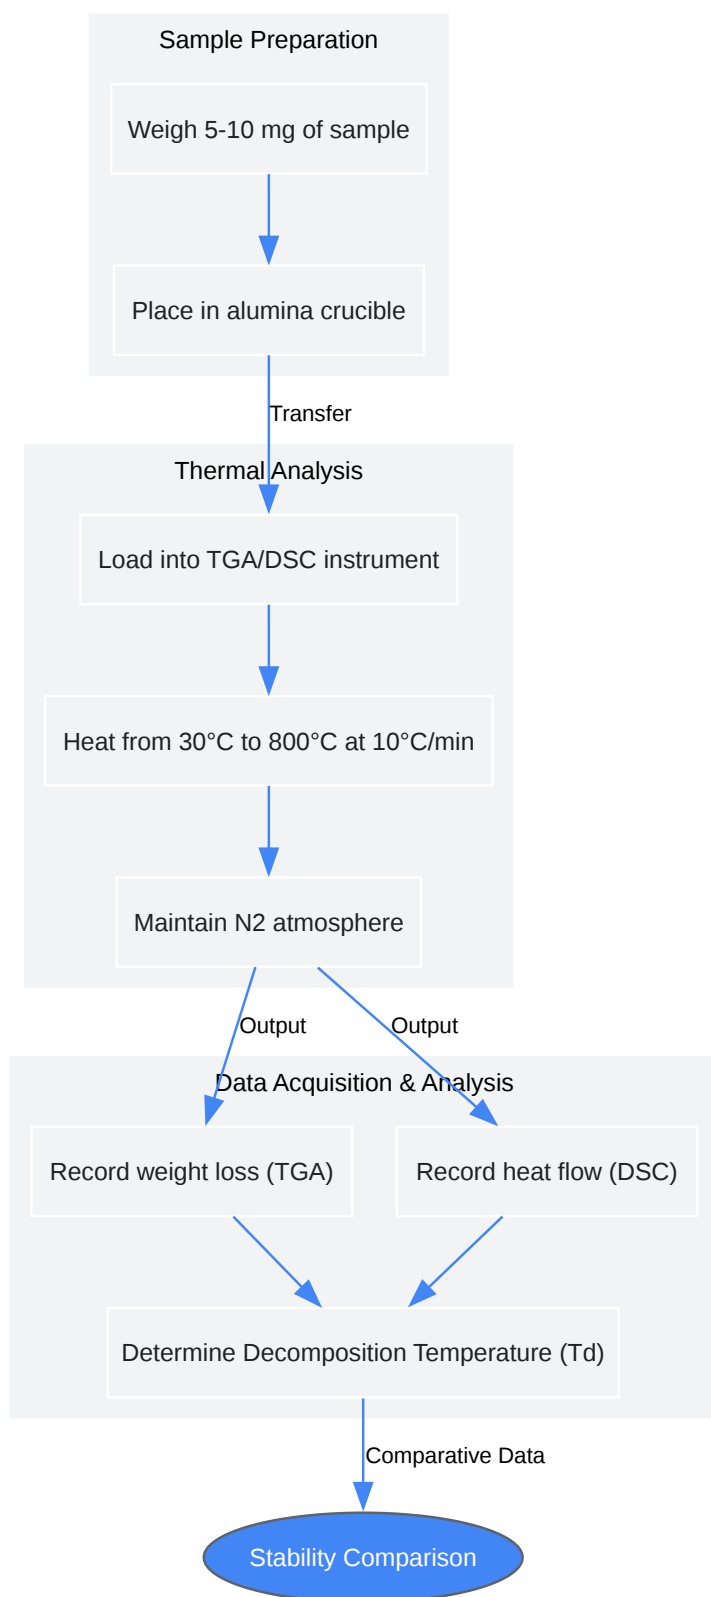 Sample Preparation
Weigh 5-10 mg of sample
Place in alumina crucible
Transfer
Thermal Analysis
Load into TGA/DSC instrument
Heat from 30°C to 800°C at 10°C/min
Maintain N2 atmosphere
Output
Output
Data Acquisition & Analysis
Record weight loss (TGA)
Record heat flow (DSC)
Determine Decomposition Temperature (Td)
Comparative Data
Stability Comparison